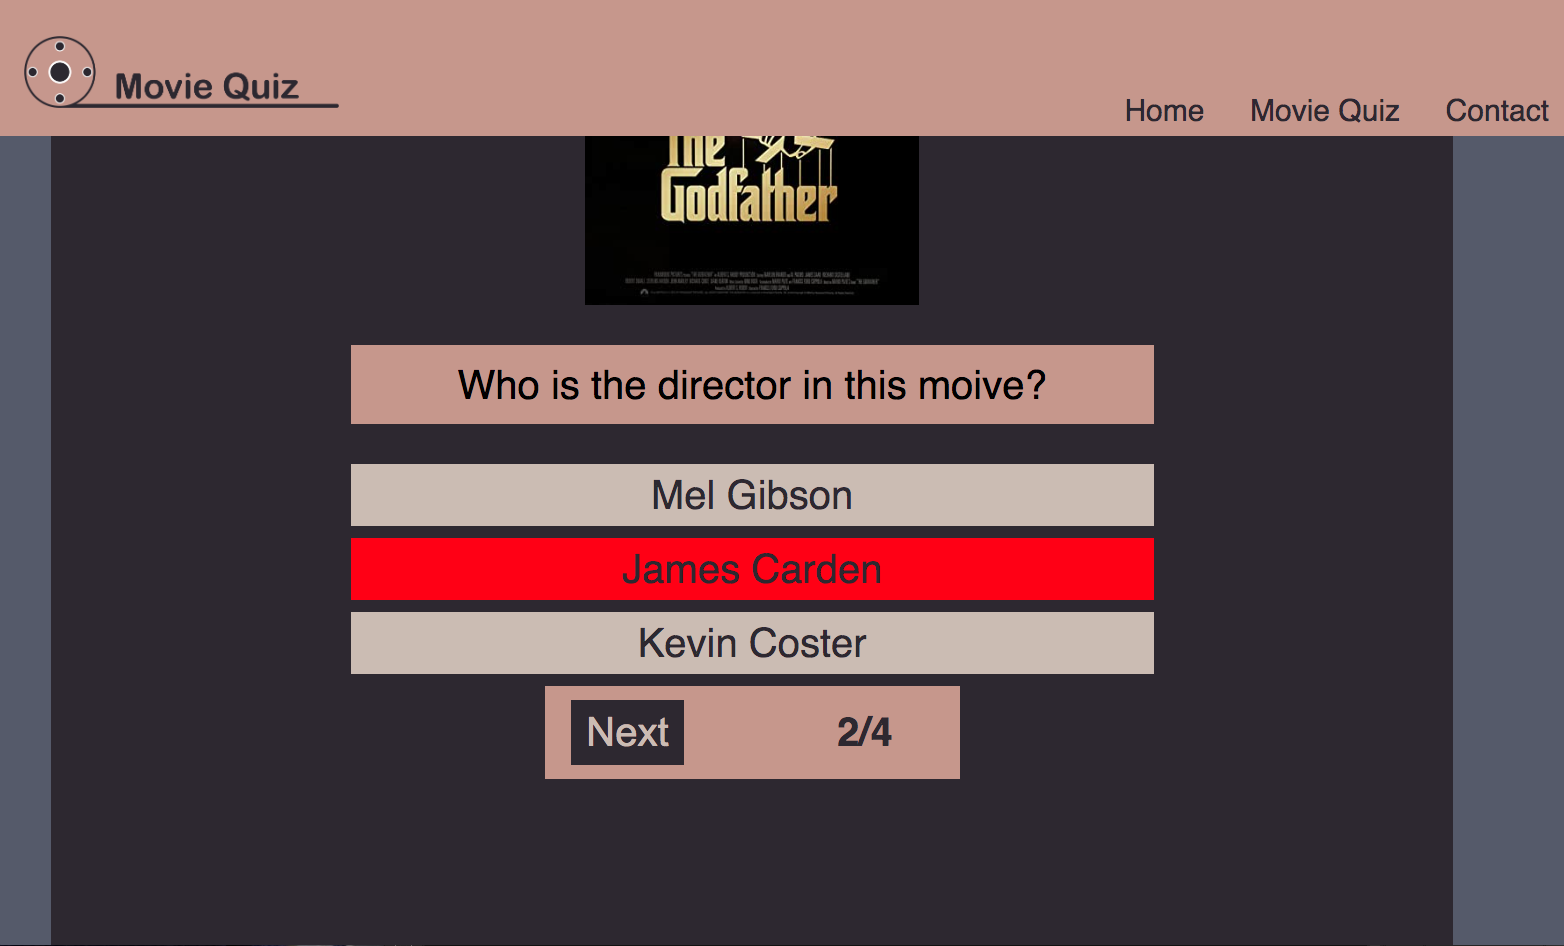 Movie Quiz
Home Movie Quiz Contact
The
Godfather
Who is the director in this moive?
Mel Gibson
James Carden
Kevin Coster
Next 2/4